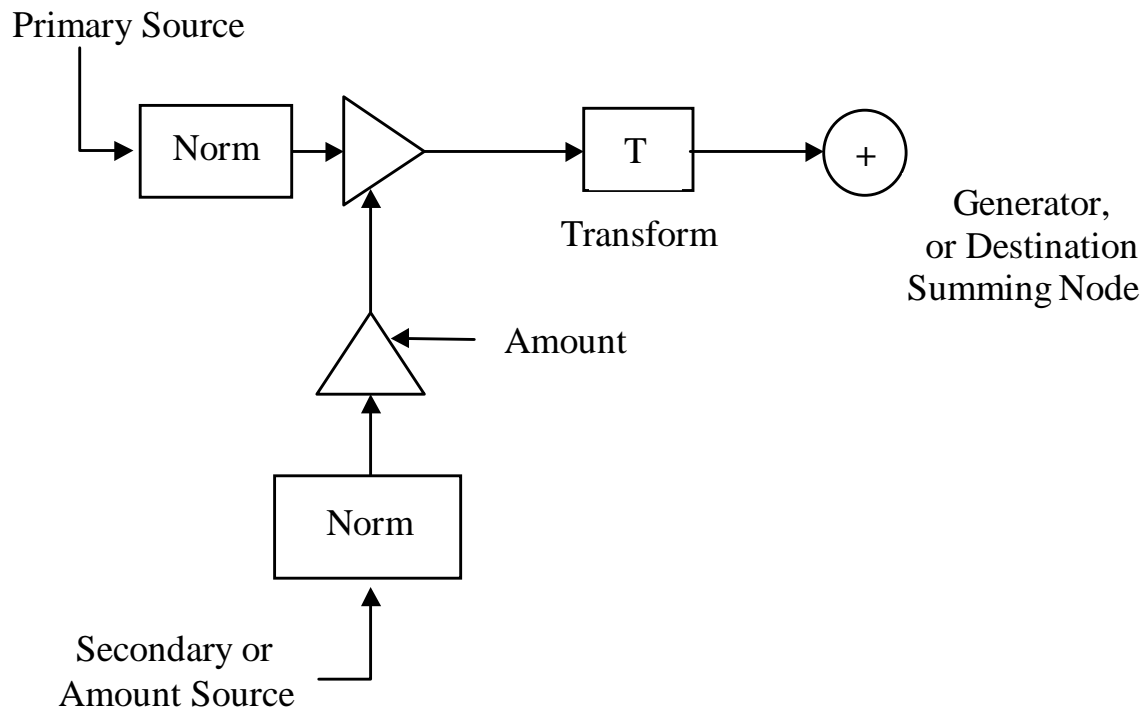 Primary Source
Norm
T
+
Transform
Generator,
or Destination
Summing Node
Amount
Norm
Secondary or
Amount Source